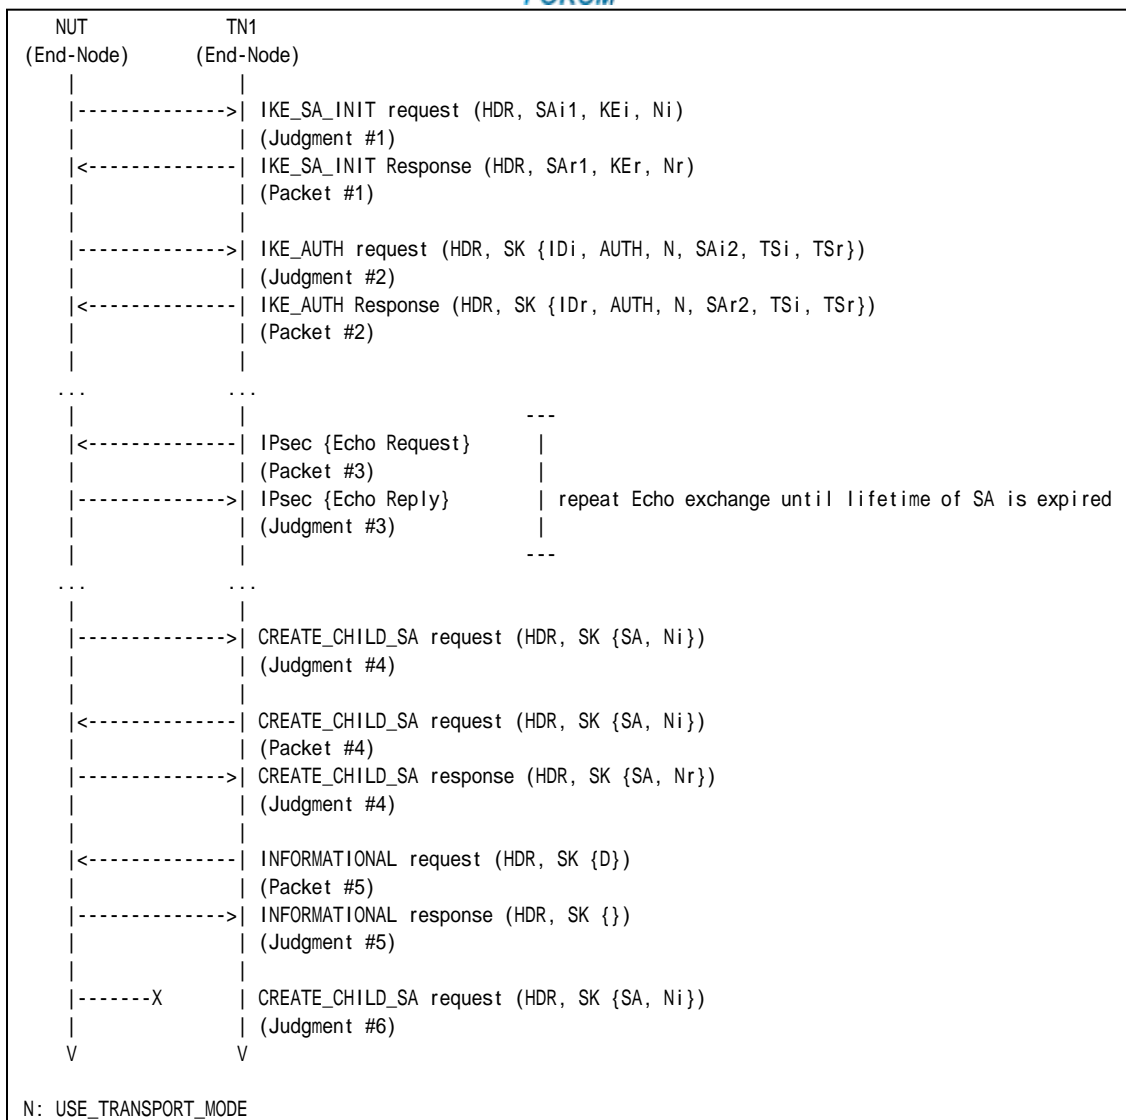 FORUM
NUT TN1
(End-Node) (End-Node)
| |
|-------------->| IKE_SA_INIT request (HDR, SAi1, KEi, Ni)
| | (Judgment #1)
|<--------------| IKE_SA_INIT Response (HDR, SAr1, KEr, Nr)
| | (Packet #1)
| |
|-------------->| IKE_AUTH request (HDR, SK {IDi, AUTH, N, SAi2, TSi, TSr})
| | (Judgment #2)
|<--------------| IKE_AUTH Response (HDR, SK {IDr, AUTH, N, SAr2, TSi, TSr})
| | (Packet #2)
| |
... ...
| | ---
|<--------------| IPsec {Echo Request} |
| | (Packet #3) |
|-------------->| IPsec {Echo Reply} | repeat Echo exchange until lifetime of SA is expired
| | (Judgment #3) |
| | ---
... ...
| |
|-------------->| CREATE_CHILD_SA request (HDR, SK {SA, Ni})
| | (Judgment #4)
| |
|<--------------| CREATE_CHILD_SA request (HDR, SK {SA, Ni})
| | (Packet #4)
|-------------->| CREATE_CHILD_SA response (HDR, SK {SA, Nr})
| | (Judgment #4)
| |
|<--------------| INFORMATIONAL request (HDR, SK {D})
| | (Packet #5)
|-------------->| INFORMATIONAL response (HDR, SK {})
| | (Judgment #5)
| |
|-------X | CREATE_CHILD_SA request (HDR, SK {SA, Ni})
| | (Judgment #6)
V V
N: USE_TRANSPORT_MODE